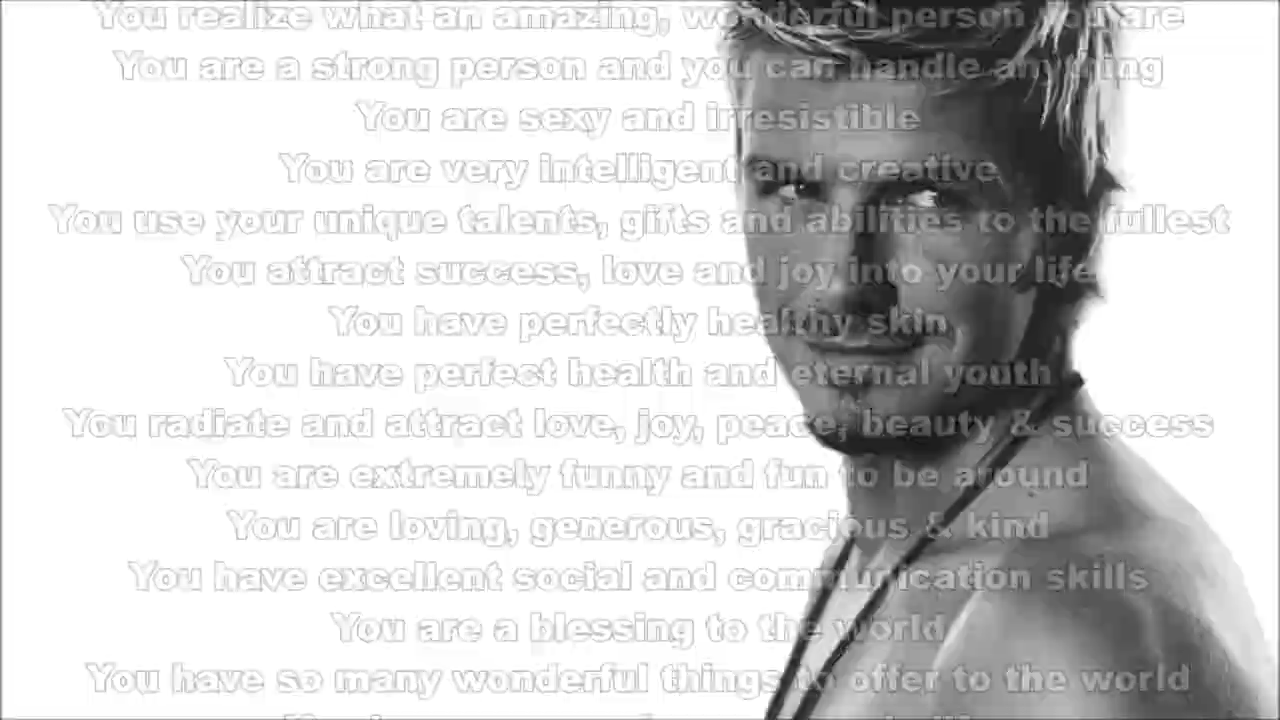 You realize what an amazing, wonderful person you are
You are a strong person and you can handle anything
You are sexy and irresistible
You are very intelligent and creative
You use your unique talents, gifts and abilities to the fullest
You attract success, love and joy into your life
You have perfectly healthy skin
You have perfect health and eternal youth
You radiate and attract love, joy, peace, beauty & success
You are extremely funny and fun to be around
You are loving, generous, gracious & kind
You have excellent social and communication skills
You are a blessing to the world
You have so many wonderful things to offer to the world